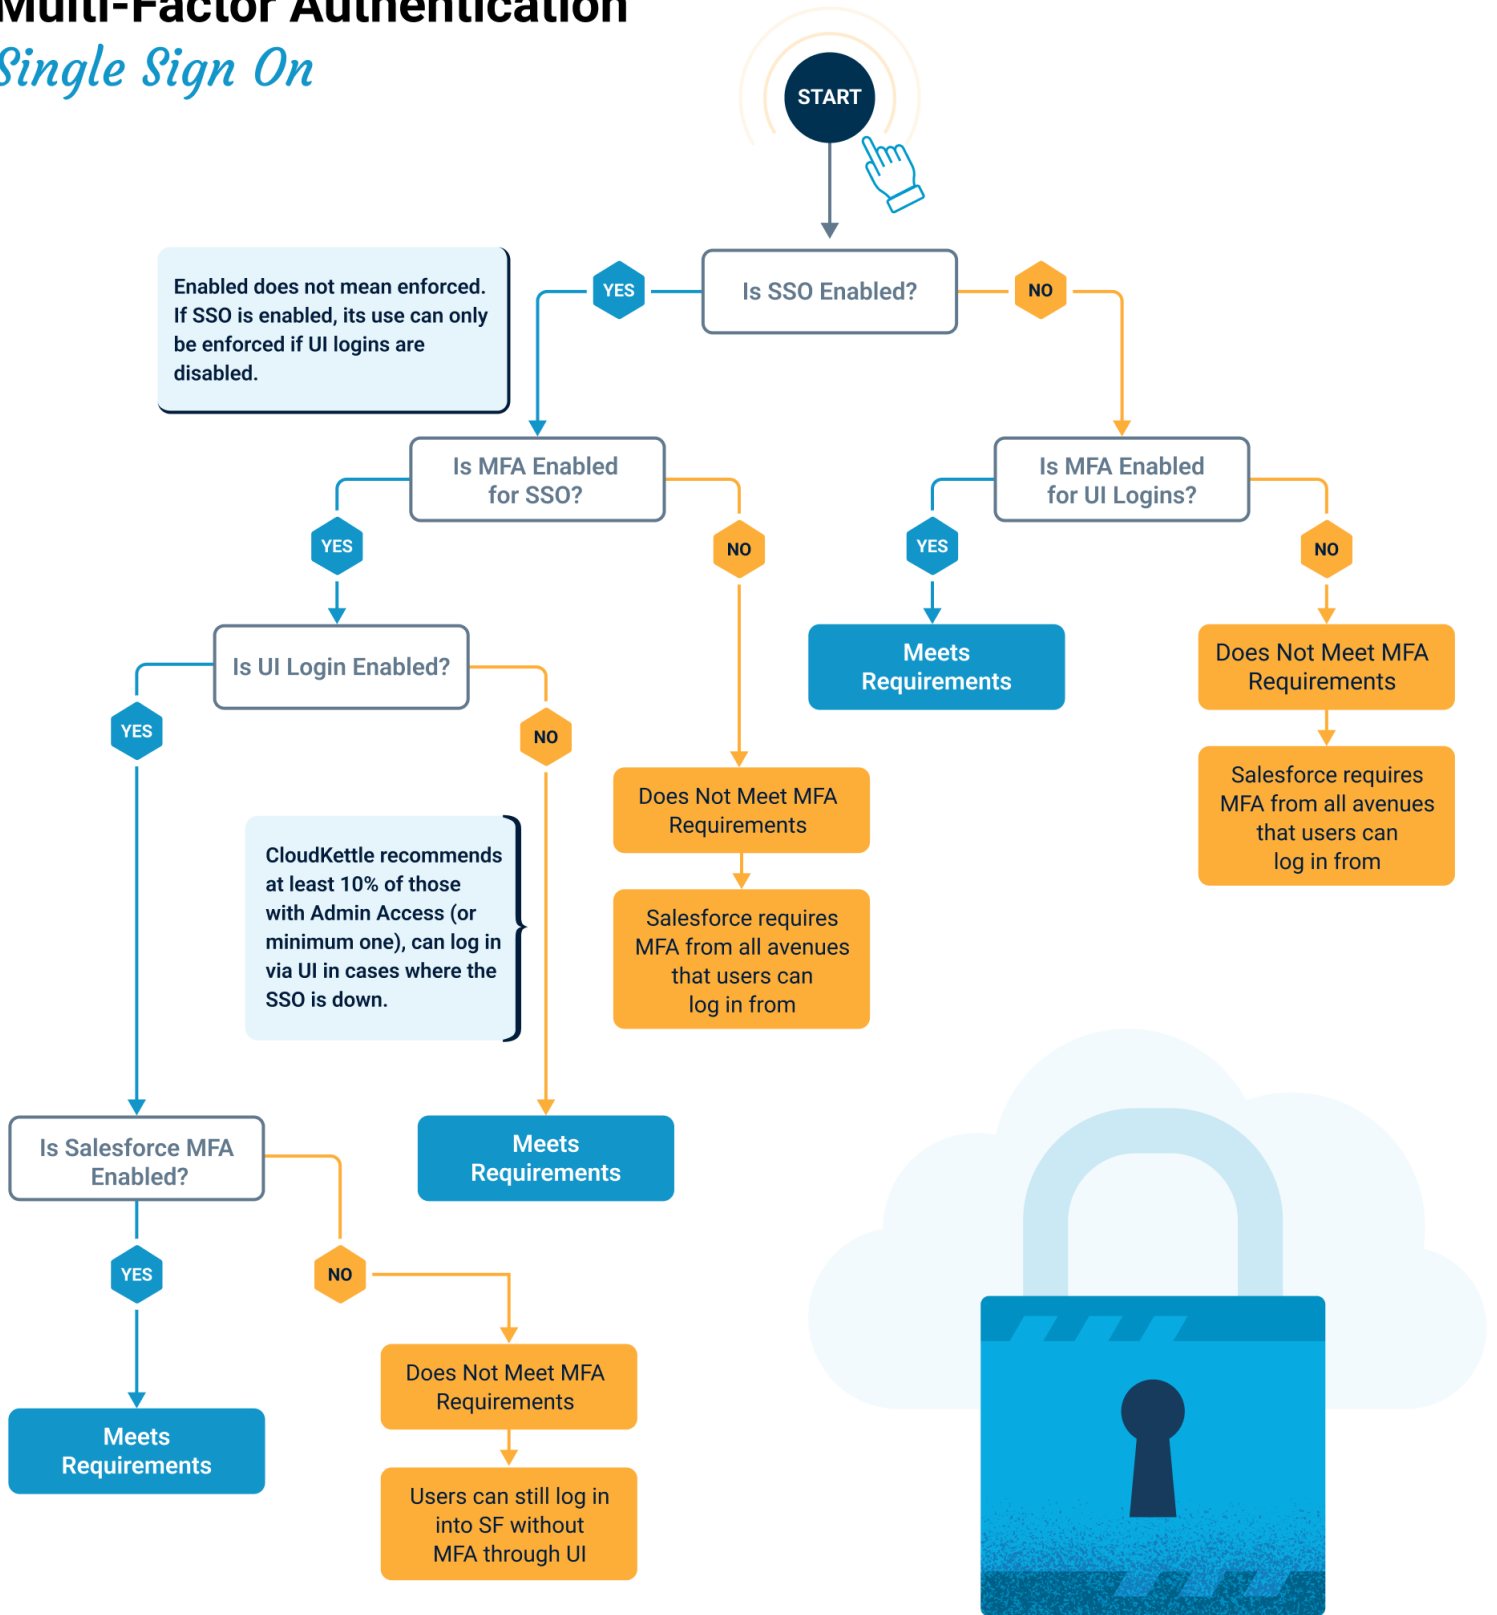 Multi-Factor Authentication
Single Sign On
START
Is SSO Enabled?
YES
NO
Enabled does not mean enforced.
If SSO is enabled, its use can only
be enforced if UI logins are
disabled.
Is MFA Enabled
for SSO?
Is MFA Enabled
for UI Logins?
YES
NO
YES
NO
Is UI Login Enabled?
Meets
Requirements
Does Not Meet MFA
Requirements
YES
NO
Salesforce requires
MFA from all avenues
that users can
log in from
Does Not Meet MFA
Requirements
CloudKettle recommends
at least 10% of those
with Admin Access (or
minimum one), can log in
via UI in cases where the
SSO is down.
Salesforce requires
MFA from all avenues
that users can
log in from
Is Salesforce MFA
Enabled?
Meets
Requirements
YES
NO
Does Not Meet MFA
Requirements
Meets
Requirements
Users can still log in
into SF without
MFA through UI